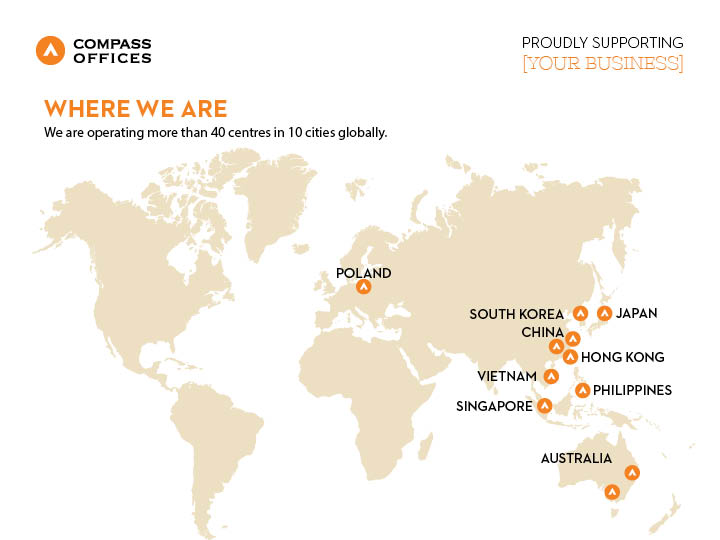 COMPASS
OFFICES
PROUDLY SUPPORTING
[YOUR BUSINESS]
WHERE WE ARE
We are operating more than 40 centres in 10 cities globally.
POLAND
SOUTH KOREA
JAPAN
CHINA
HONG KONG
VIETNAM
PHILIPPINES
SINGAPORE
AUSTRALIA